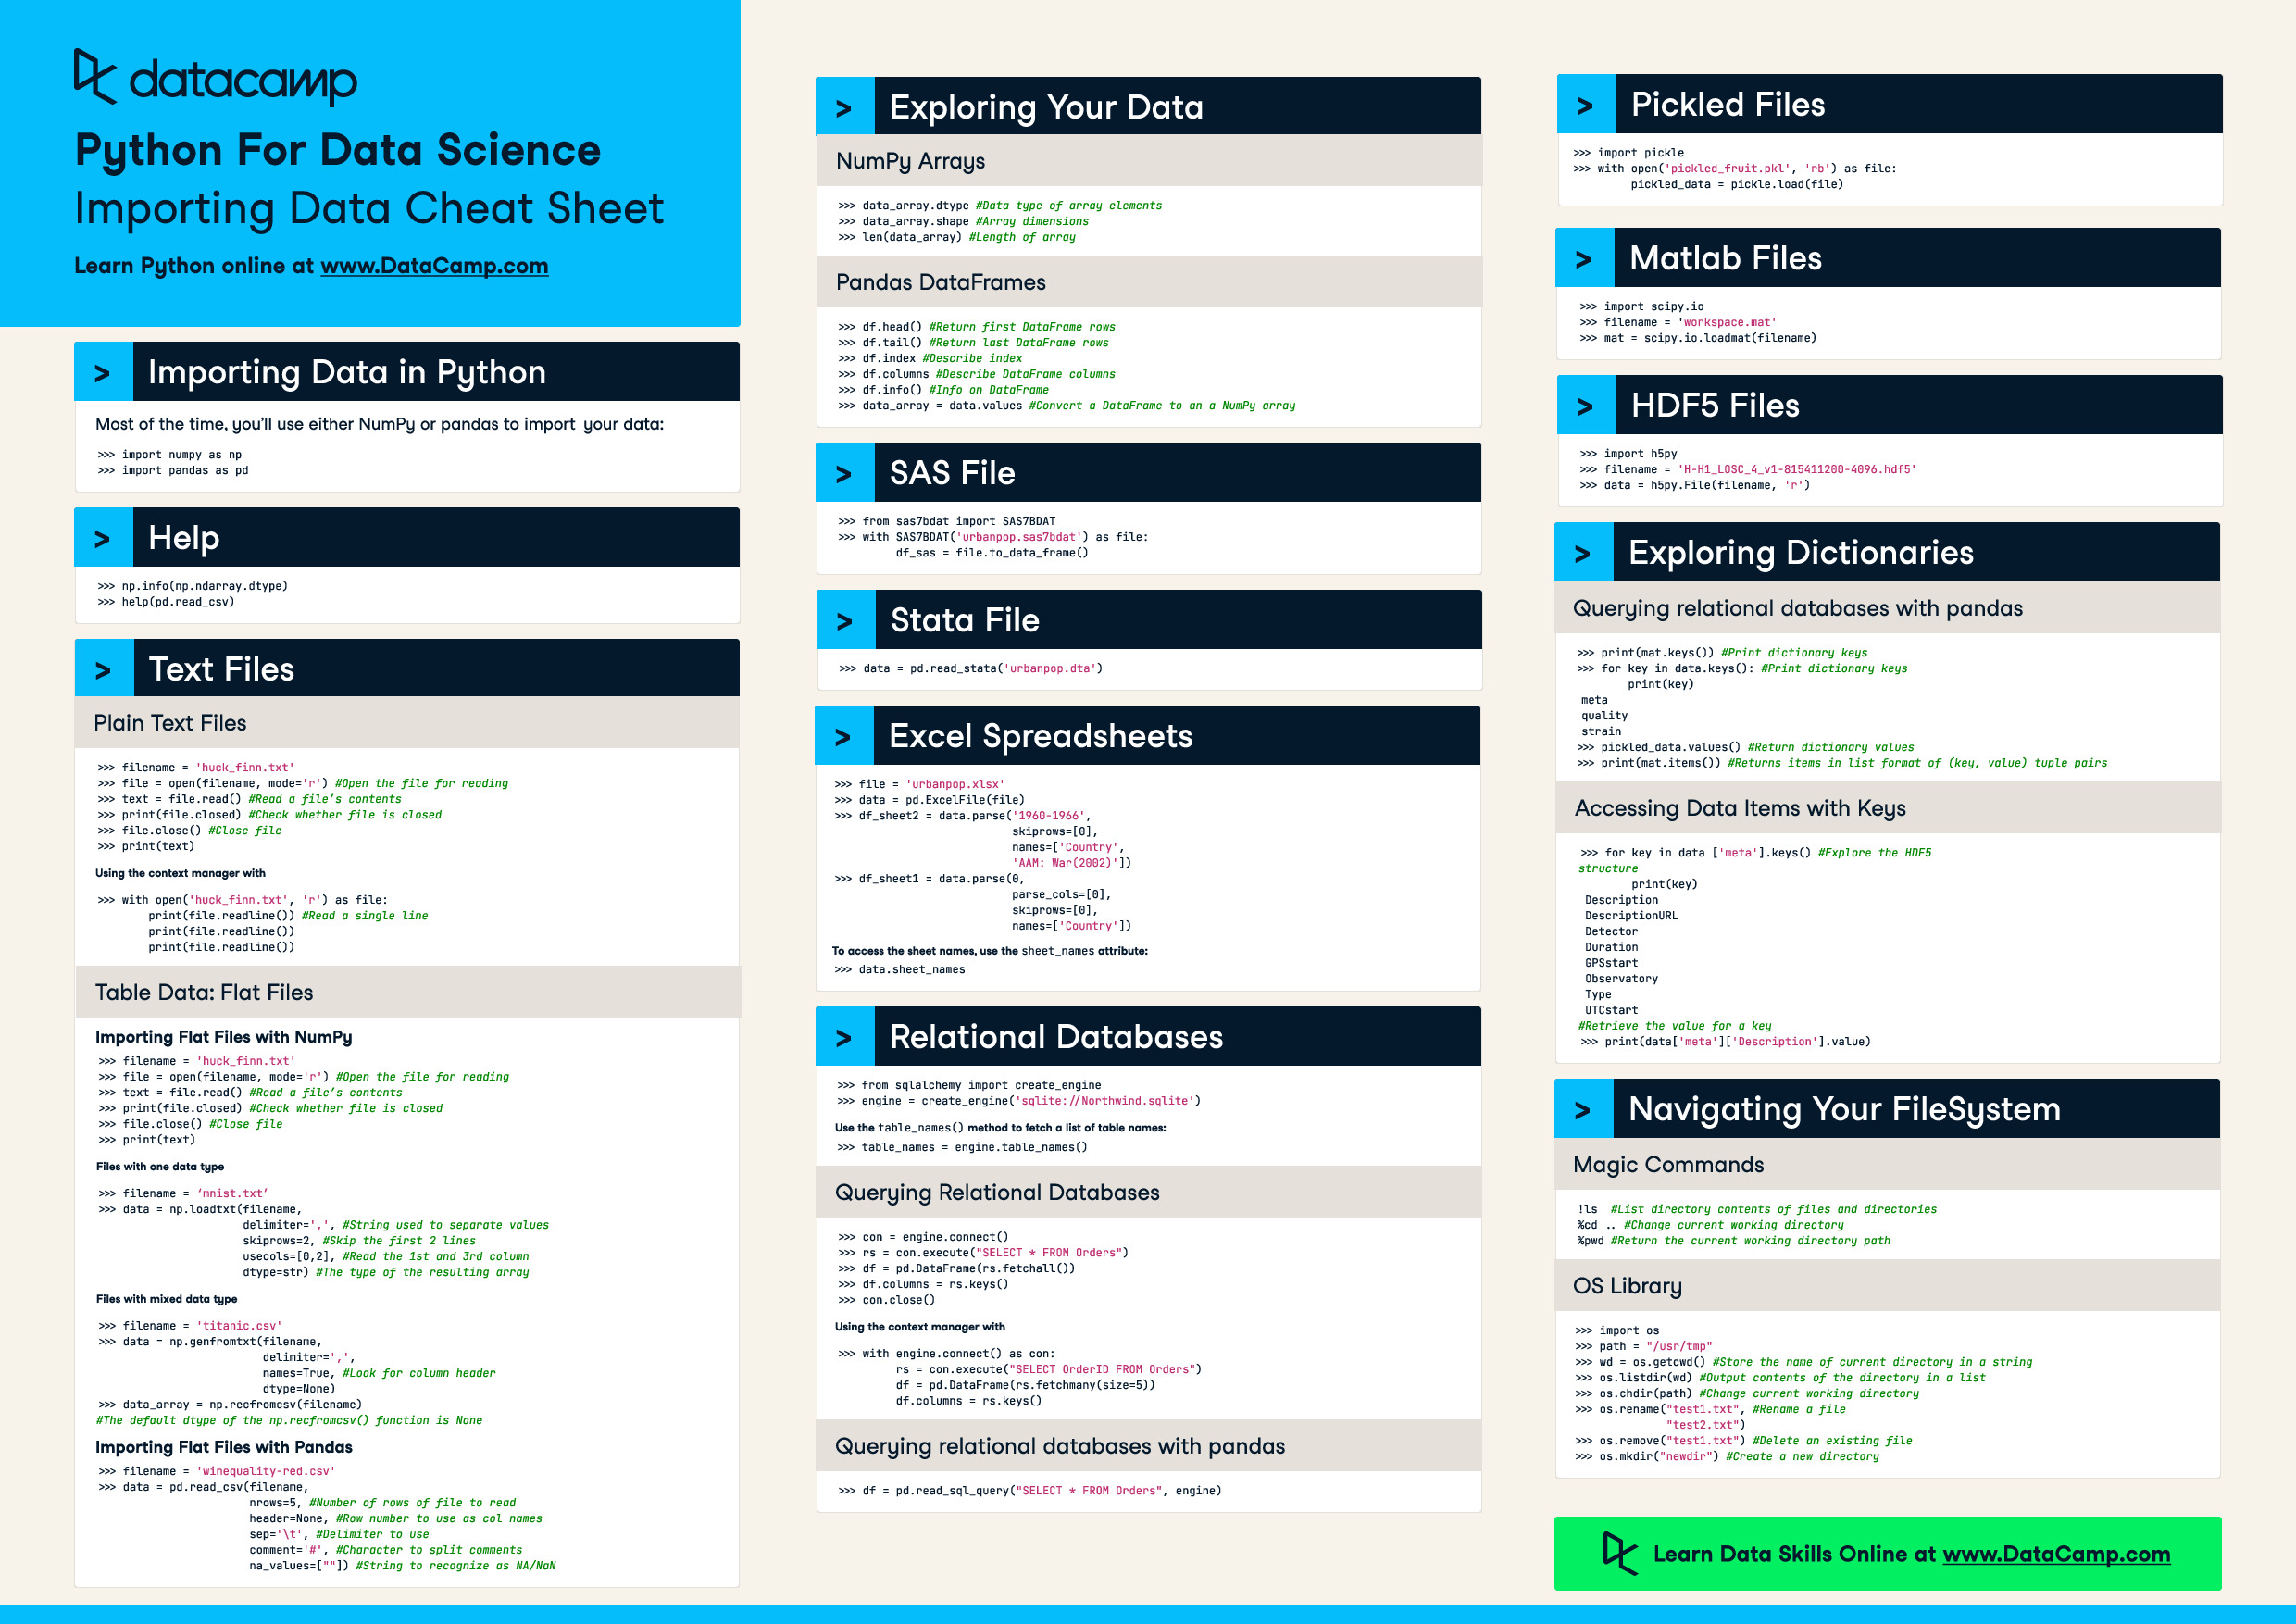 datacamp
Python For Data Science
Importing Data Cheat Sheet
Learn Python online at www.DataCamp.com
> Importing Data in Python
Most of the time, you'll use either NumPy or pandas to import your data:
>>> import numpy as np
>>> import pandas as pd
> Help
>>> np.info(np.ndarray.dtype)
>>> help(pd.read_csv)
> Text Files
Plain Text Files
>>> filename = 'huck_finn.txt'
>>> file = open(filename, mode='r') #Open the file for reading
>>> text = file.read() #Read a file's contents
>>> print(file.closed) #Check whether file is closed
>>> file.close() #Close file
>>> print(text)
Using the context manager with
>>> with open('huck_finn.txt', 'r') as file:
print(file.readline()) #Read a single line
print(file.readline())
print(file.readline())
Table Data: Flat Files
Importing Flat Files with NumPy
>>> filename = 'huck_finn.txt'
>>> file = open(filename, mode='r') #Open the file for reading
>>> text = file.read() #Read a file's contents
>>> print(file.closed) #Check whether file is closed
>>> file.close() #Close file
>>> print(text)
Files with one data type
>>> filename = ‘mnist.txt’
>>> data = np.loadtxt(filename,
delimiter=',', #String used to separate values
skiprows=2, #Skip the first 2 lines
usecols=[0,2], #Read the 1st and 3rd column
dtype=str) #The type of the resulting array
Files with mixed data type
>>> filename = 'titanic.csv'
>>> data = np.genfromtxt(filename,
delimiter=',',
names=True, #Look for column header
dtype=None)
>>> data_array = np.recfromcsv(filename)
#The default dtype of the np.recfromcsv() function is None
Importing Flat Files with Pandas
>>> filename = 'winequality-red.csv'
>>> data = pd.read_csv(filename,
nrows=5, #Number of rows of file to read
header=None, #Row number to use as col names
sep='\t', #Delimiter to use
comment='#', #Character to split comments
na_values=[""]) #String to recognize as NA/NaN
> Exploring Your Data
NumPy Arrays
>>> data_array.dtype #Data type of array elements
>>> data_array.shape #Array dimensions
>>> len(data_array) #Length of array
Pandas DataFrames
>>> df.head() #Return first DataFrame rows
>>> df.tail() #Return last DataFrame rows
>>> df.index #Describe index
>>> df.columns #Describe DataFrame columns
>>> df.info() #Info on DataFrame
>>> data_array = data.values #Convert a DataFrame to an a NumPy array
> SAS File
>>> from sas7bdat import SAS7BDAT
>>> with SAS7BDAT('urbanpop.sas7bdat') as file:
df_sas = file.to_data_frame()
> Stata File
>>> data = pd.read_stata('urbanpop.dta')
> Excel Spreadsheets
>>> file = 'urbanpop.xlsx'
>>> data = pd.ExcelFile(file)
>>> df_sheet2 = data.parse('1960-1966',
skiprows=[0],
names=['Country',
'AAM: War(2002)'])
>>> df_sheet1 = data.parse(0,
parse_cols=[0],
skiprows=[0],
names=['Country'])
To access the sheet names, use the sheet_names attribute:
>>> data.sheet_names
> Relational Databases
>>> from sqlalchemy import create_engine
>>> engine = create_engine('sqlite://Northwind.sqlite')
Use the table_names() method to fetch a list of table names:
>>> table_names = engine.table_names()
Querying Relational Databases
>>> con = engine.connect()
>>> rs = con.execute("SELECT * FROM Orders")
>>> df = pd.DataFrame(rs.fetchall())
>>> df.columns = rs.keys()
>>> con.close()
Using the context manager with
>>> with engine.connect() as con:
rs = con.execute("SELECT OrderID FROM Orders")
df = pd.DataFrame(rs.fetchmany(size=5))
df.columns = rs.keys()
Querying relational databases with pandas
>>> df = pd.read_sql_query("SELECT * FROM Orders", engine)
> Pickled Files
>>> import pickle
>>> with open('pickled_fruit.pkl', 'rb') as file:
pickled_data = pickle.load(file)
> Matlab Files
>>> import scipy.io
>>> filename = 'workspace.mat'
>>> mat = scipy.io.loadmat(filename)
> HDF5 Files
>>> import h5py
>>> filename = 'H-H1_LOSC_4_v1-815411200-4096.hdf5'
>>> data = h5py.File(filename, 'r')
> Exploring Dictionaries
Querying relational databases with pandas
>>> print(mat.keys()) #Print dictionary keys
>>> for key in data.keys(): #Print dictionary keys
print(key)
meta
quality
strain
>>> pickled_data.values() #Return dictionary values
>>> print(mat.items()) #Returns items in list format of (key, value) tuple pairs
Accessing Data Items with Keys
>>> for key in data ['meta'].keys() #Explore the HDF5
structure
print(key)
Description
DescriptionURL
Detector
Duration
GPSstart
Observatory
Type
UTCstart
#Retrieve the value for a key
>>> print(data['meta']['Description'].value)
> Navigating Your FileSystem
Magic Commands
!ls #List directory contents of files and directories
%cd .. #Change current working directory
%pwd #Return the current working directory path
OS Library
>>> import os
>>> path = "/usr/tmp"
>>> wd = os.getcwd() #Store the name of current directory in a string
>>> os.listdir(wd) #Output contents of the directory in a list
>>> os.chdir(path) #Change current working directory
>>> os.rename("test1.txt", #Rename a file
"test2.txt")
>>> os.remove("test1.txt") #Delete an existing file
>>> os.mkdir("newdir") #Create a new directory
Learn Data Skills Online at www.DataCamp.com